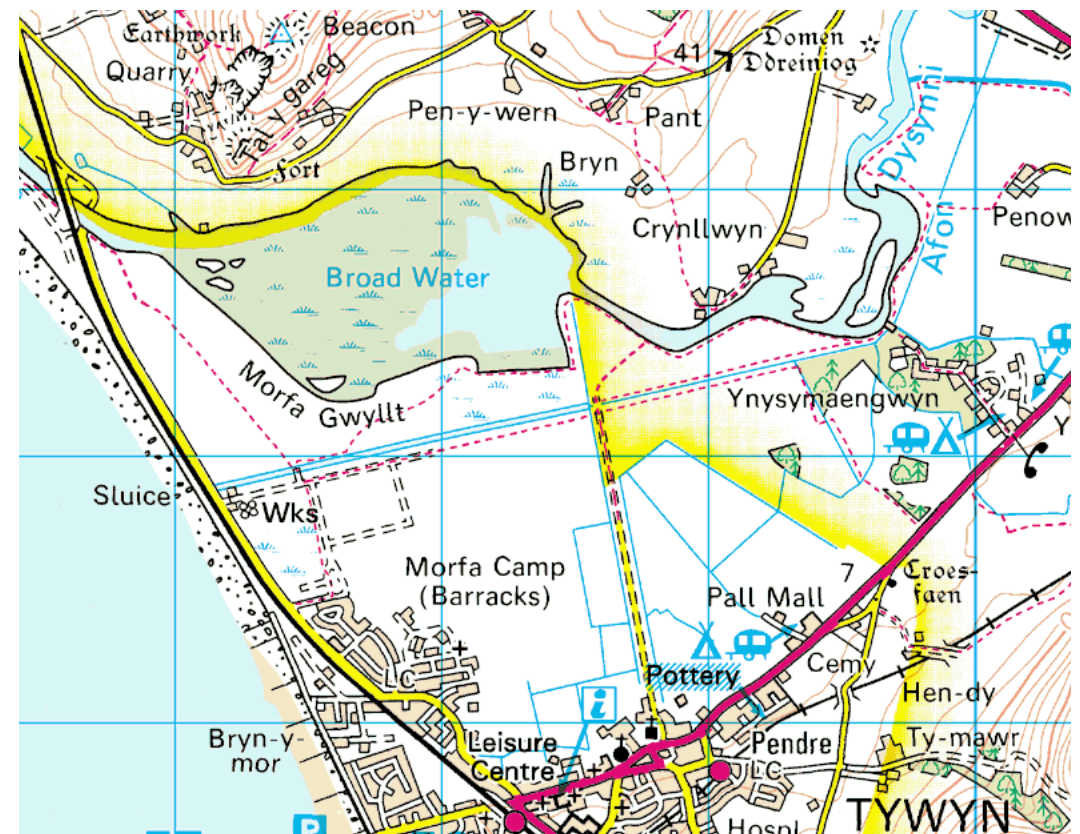 Earthwork
Beacon
Quarry
Tal y gareg
Fort
Pen-y-wern
41
Pant
Domen
Ddreiniog
Bryn
Crynllwyn
Afon Dysynni
Penow
Broad Water
Morfa
Gwyllt
Ynysymaengwyn
Y
Sluice
Wks
Morfa Camp
(Barracks)
7
Croes-
faen
Pall Mall
LC
Cemy
Pottery
Hen-dy
i
Bryn-y-
mor
Leisure
Centre
Pendre
LC
Ty-mawr
P
TYWYN
Hospl